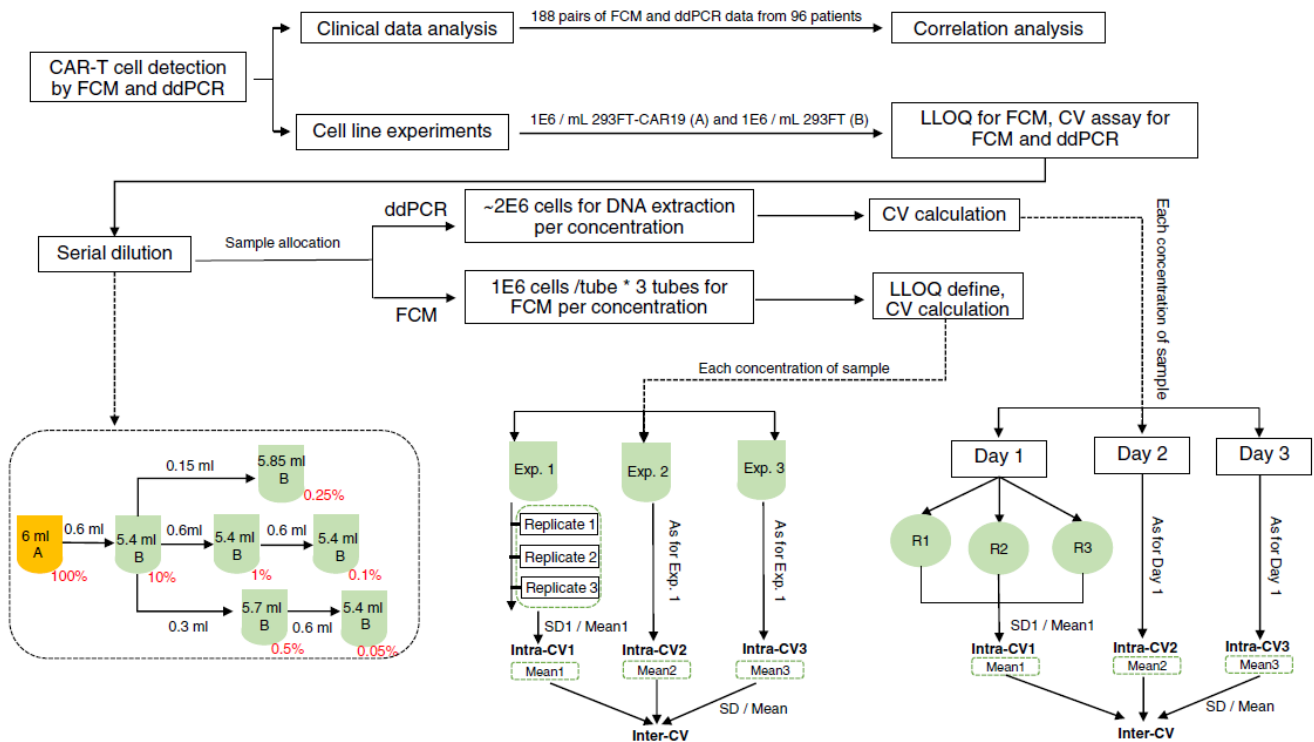 188 pairs of FCM and ddPCR data from 96 patients
Clinical data analysis
Correlation analysis
CAR-T cell detection
by FCM and ddPCR
Cell line experiments
1E6 / mL 293FT-CAR19 (A) and 1E6 / mL 293FT (B)
LLOQ for FCM, CV assay for
FCM and ddPCR
Serial dilution
Sample allocation
ddPCR
~2E6 cells for DNA extraction
per concentration
CV calculation
FCM
1E6 cells /tube * 3 tubes for
FCM per concentration
LLOQ define,
CV calculation
Each concentration of sample
Each concentration of sample
0.15 ml
5.85 ml
B
0.25%
6 ml
A
100%
0.6 ml
5.4 ml
B
10%
0.6ml
5.4 ml
B
1%
0.6 ml
5.4 ml
B
0.1%
0.3 ml
5.7 ml
B
0.5%
0.6 ml
5.4 ml
B
0.05%
Exp. 1
Exp. 2
Exp. 3
Replicate 1
Replicate 2
Replicate 3
As for Exp. 1
As for Exp. 1
SD1 / Mean1
Intra-CV1
Intra-CV2
Intra-CV3
Mean1
Mean2
Mean3
SD / Mean
Inter-CV
Day 1
Day 2
Day 3
R1
R2
R3
As for Day 1
As for Day 1
SD1 / Mean1
Intra-CV1
Intra-CV2
Intra-CV3
Mean1
Mean2
Mean3
SD / Mean
Inter-CV